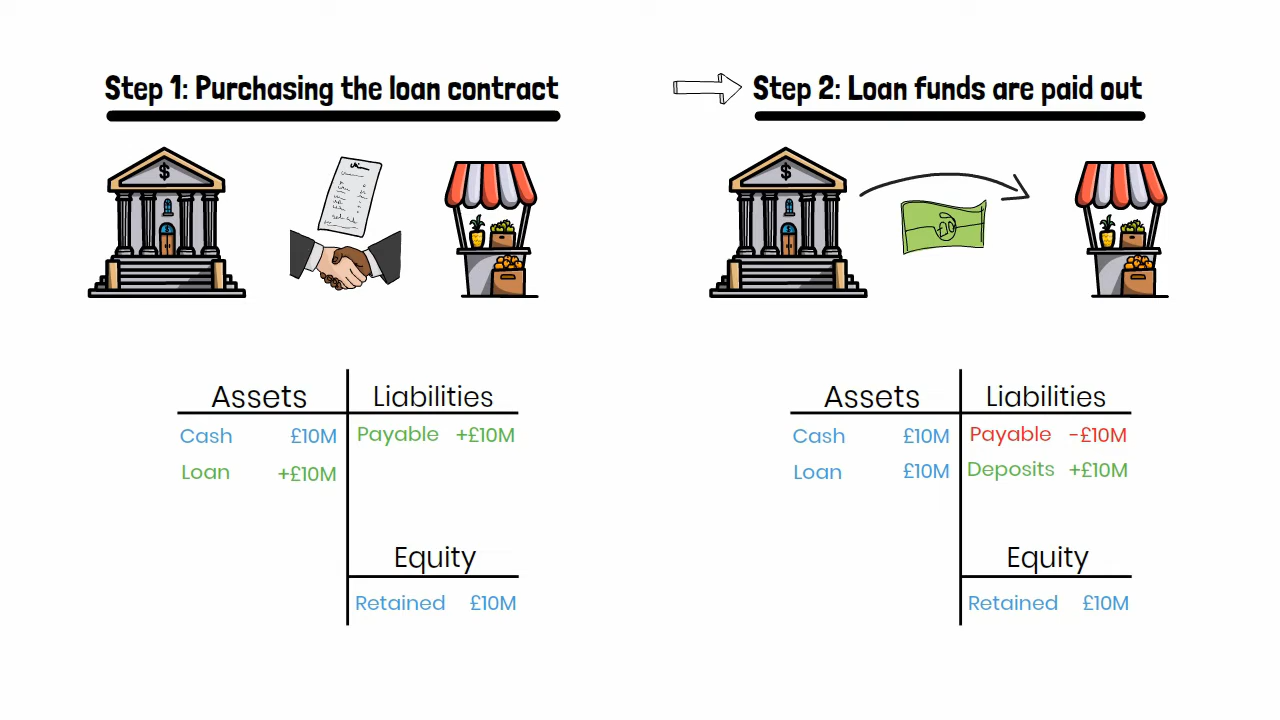 Step 1: Purchasing the loan contract
Step 2: Loan funds are paid out
$
$
$
$
£10
Assets Liabilities
Cash £10M Payable +£10M
Loan +£10M
Equity
Retained £10M
Assets Liabilities
Cash £10M Payable -£10M
Loan £10M Deposits +£10M
Equity
Retained £10M